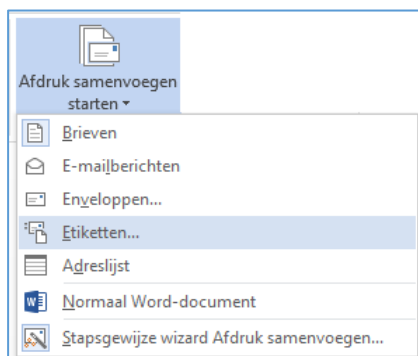 Afdruk samenvoegen
starten
Brieven
E-mailberichten
Enveloppen...
Etiketten...
Adreslijst
Normaal Word-document
Stapsgewijze wizard Afdruk samenvoegen...